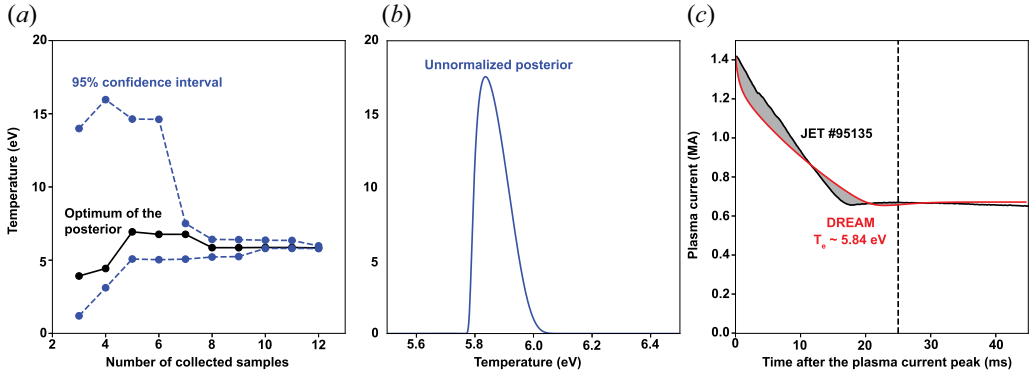 (a)
20
15
10
5
0
Temperature (eV)
95% confidence interval
Optimum of the
posterior
2
4
6
8
10
12
Number of collected samples
(b)
20
15
10
5
0
Unnormalized posterior
5.6
5.8
6.0
6.2
6.4
Temperature (eV)
(c)
1.4
1.2
1.0
0.8
0.6
0.4
0.2
0.0
Plasma current (MA)
JET #95135
DREAM
Te ~ 5.84 eV
0
10
20
30
40
Time after the plasma current peak (ms)